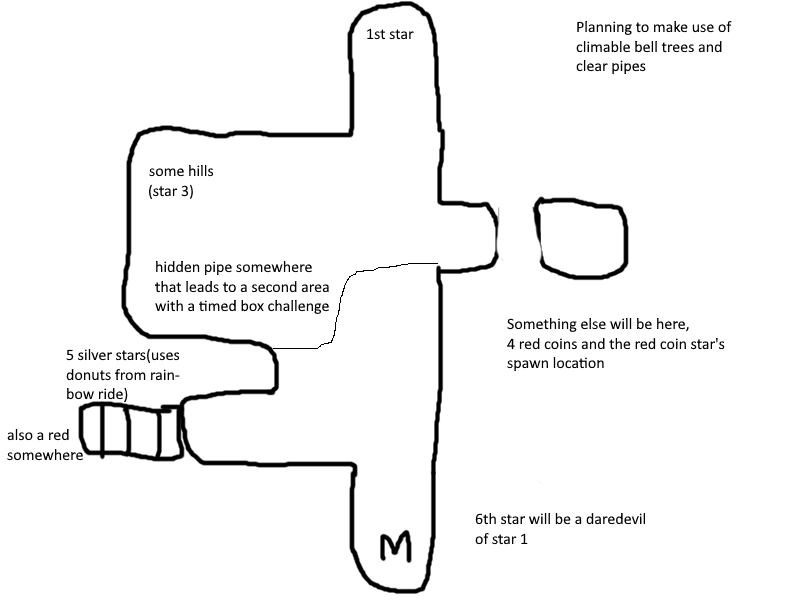 1st star
Planning to make use of
climable bell trees and
clear pipes
some hills
(star 3)
hidden pipe somewhere
that leads to a second area
with a timed box challenge
Something else will be here,
4 red coins and the red coin star's
spawn location
5 silver stars(uses
donuts from rain-
bow ride)
also a red
somewhere
6th star will be a daredevil
of star 1
M